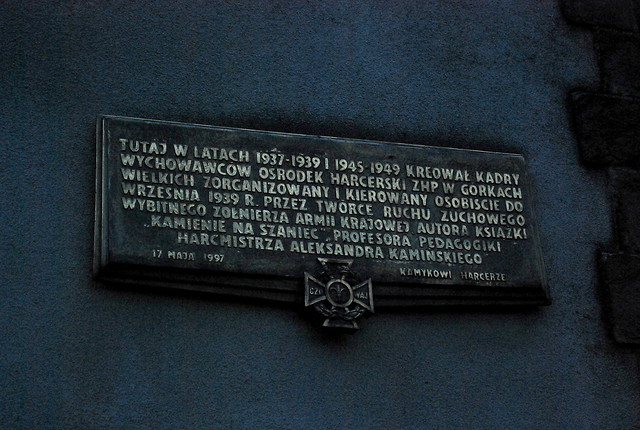 TUTAJ W LATACH 1937-1939 I 1945-1949 KREOWAŁ KADRY
WYCHOWAWCÓW OŚRODEK HARCERSKI ZHP W GÓRKACH
WIELKICH ZORGANIZOWANY I KIEROWANY OSOBIŚCIE DO
WRZEŚNIA 1939 R. PRZEZ TWÓRCĘ RUCHU ZUCHOWEGO
WYBITNEGO ŻOŁNIERZA ARMII KRAJOWEJ AUTORA KSIĄŻKI
„KAMIENIE NA SZANIEC” PROFESORA PEDAGOGIKI
HARCMISTRZA ALEKSANDRA KAMIŃSKIEGO
17 MAJA 1997
KAMYKOWI, HARCERZE
CZU WAJ